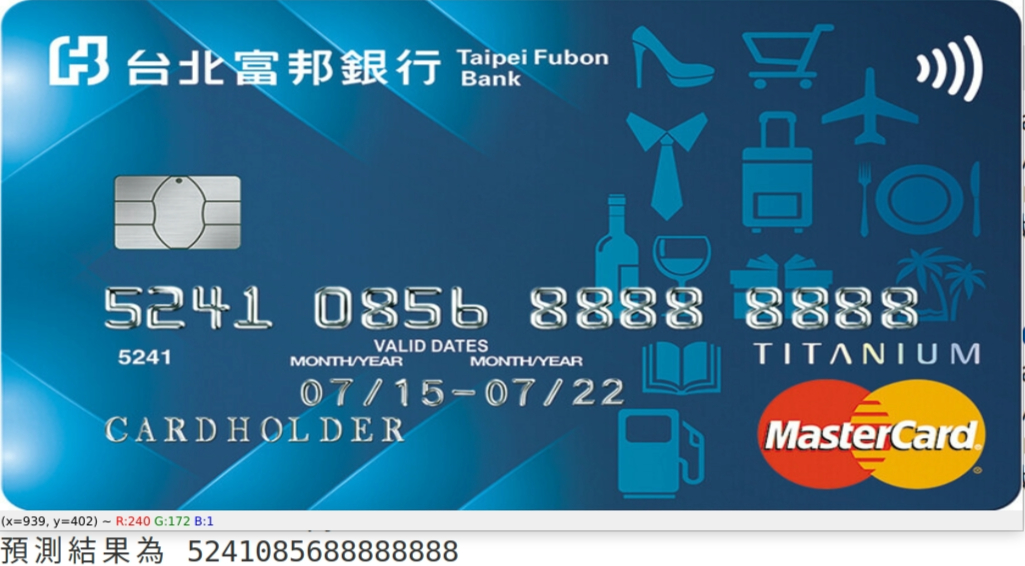 台北富邦銀行 Taipei Fubon Bank
5241 0856 8888 8888
5241
VALID DATES
MONTH/YEAR MONTH/YEAR
TITANIUM
07/15-07/22
CARDHOLDER
MasterCard
(x=939, y=402) ~ R:240 G:172 B:1
預測結果為 5241085688888888